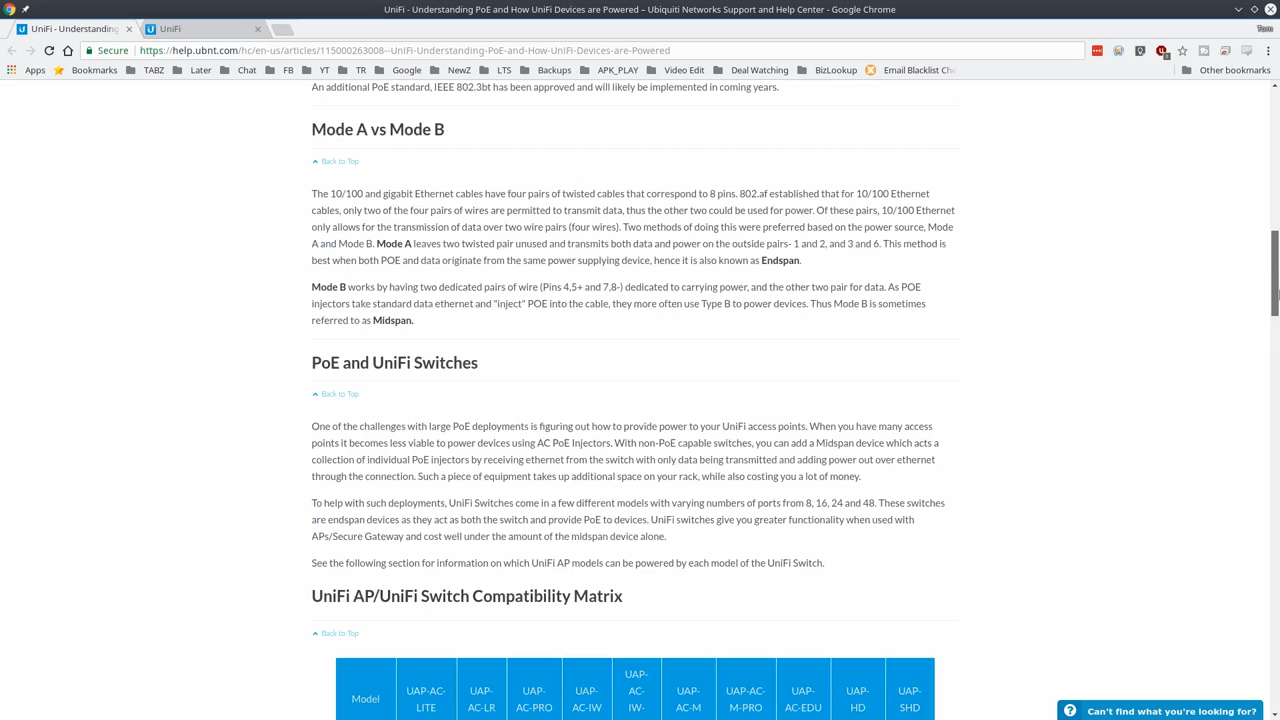 UniFi - Understanding PoE and How UniFi Devices are Powered – Ubiquiti Networks Support and Help Center - Google Chrome
UniFi - Understanding
UniFi
Tom
Secure
https://help.ubnt.com/hc/en-us/articles/115000263008--UniFi-Understanding-PoE-and-How-UniFi-Devices-are-Powered
Apps Bookmarks TABZ Later Chat FB YT TR Google NewZ LTS Backups APK_PLAY Video Edit Deal Watching BizLookup Email Blacklist Che Other bookmarks
An additional PoE standard, IEEE 802.3bt has been approved and will likely be implemented in coming years.
Mode A vs Mode B
Back to Top
The 10/100 and gigabit Ethernet cables have four pairs of twisted cables that correspond to 8 pins. 802.af established that for 10/100 Ethernet
cables, only two of the four pairs of wires are permitted to transmit data, thus the other two could be used for power. Of these pairs, 10/100 Ethernet
only allows for the transmission of data over two wire pairs (four wires). Two methods of doing this were preferred based on the power source, Mode
A and Mode B. Mode A leaves two twisted pair unused and transmits both data and power on the outside pairs- 1 and 2, and 3 and 6. This method is
best when both POE and data originate from the same power supplying device, hence it is also known as Endspan.
Mode B works by having two dedicated pairs of wire (Pins 4,5+ and 7,8-) dedicated to carrying power, and the other two pair for data. As POE
injectors take standard data ethernet and "inject" POE into the cable, they more often use Type B to power devices. Thus Mode B is sometimes
referred to as Midspan.
PoE and UniFi Switches
Back to Top
One of the challenges with large PoE deployments is figuring out how to provide power to your UniFi access points. When you have many access
points it becomes less viable to power devices using AC PoE Injectors. With non-PoE capable switches, you can add a Midspan device which acts a
collection of individual PoE injectors by receiving ethernet from the switch with only data being transmitted and adding power out over ethernet
through the connection. Such a piece of equipment takes up additional space on your rack, while also costing you a lot of money.
To help with such deployments, UniFi Switches come in a few different models with varying numbers of ports from 8, 16, 24 and 48. These switches
are endspan devices as they act as both the switch and provide PoE to devices. UniFi switches give you greater functionality when used with
APs/Secure Gateway and cost well under the amount of the midspan device alone.
See the following section for information on which UniFi AP models can be powered by each model of the UniFi Switch.
UniFi AP/UniFi Switch Compatibility Matrix
Back to Top
Model
UAP-AC-
LITE
UAP-
AC-LR
UAP-
AC-PRO
UAP-
AC-IW
UAP-
AC-
IW-
UAP-
AC-M
UAP-AC-
M-PRO
UAP-
AC-EDU
UAP-
HD
UAP-
SHD
Can't find what you're looking for?